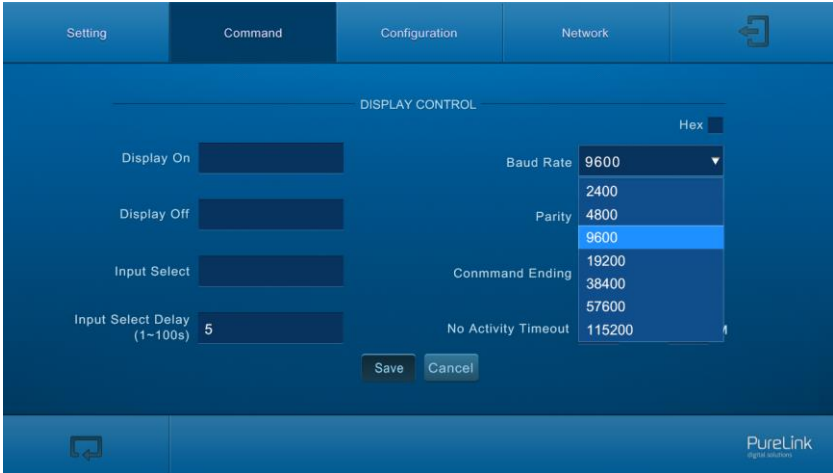 Setting Command Configuration Network
DISPLAY CONTROL
Hex
Display On Baud Rate 9600
2400
Display Off Parity 4800
9600
19200
Input Select Conmmand Ending
38400
57600
Input Select Delay No Activity Timeout 115200 M
(1~100s) 5
Save Cancel
PureLink
digital solutions